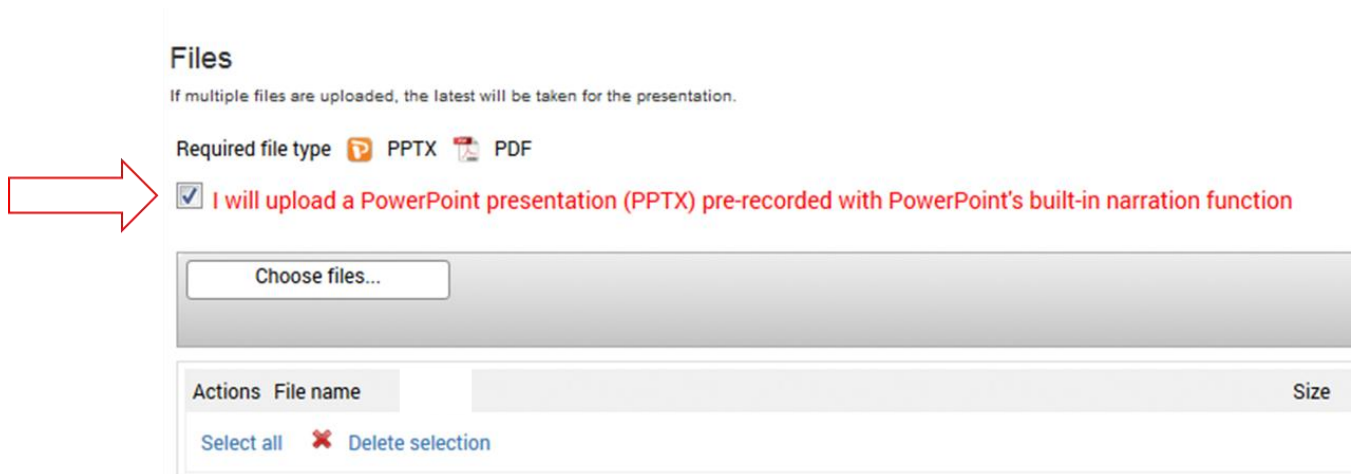 Files
If multiple files are uploaded, the latest will be taken for the presentation.
Required file type PPTX PDF
I will upload a PowerPoint presentation (PPTX) pre-recorded with PowerPoint's built-in narration function
Choose files...
Actions File name Size
Select all Delete selection